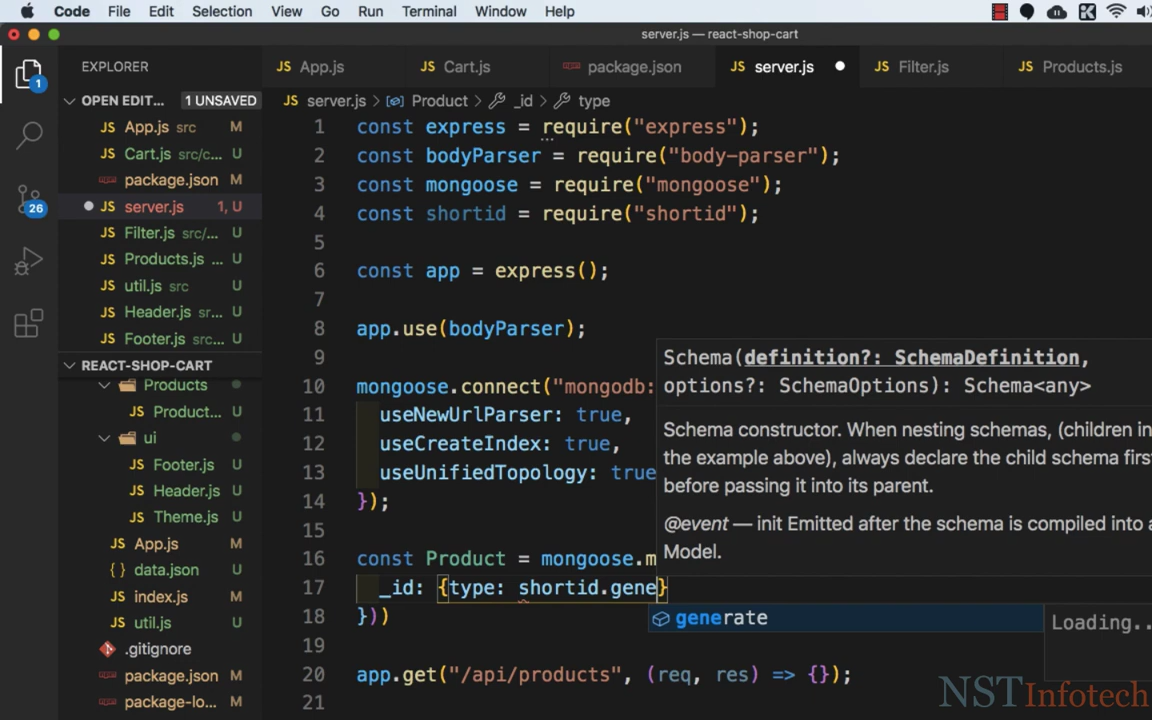 Code File Edit Selection View Go Run Terminal Window Help
server.js — react-shop-cart
EXPLORER
JS App.js JS Cart.js package.json JS server.js JS Filter.js JS Products.js
1
OPEN EDIT... 1 UNSAVED
JS server.js > Product > _id > type
JS App.js src M
JS Cart.js src/c... U
package.json M
JS server.js 1, U
JS Filter.js src/... U
JS Products.js ... U
JS util.js src U
JS Header.js sr... U
JS Footer.js src... U
26
REACT-SHOP-CART
Products
JS Product... U
ui
JS Footer.js U
JS Header.js U
JS Theme.js U
JS App.js M
{} data.json U
JS index.js M
JS util.js U
.gitignore
package.json M
package-lo... M
1 const express = require("express");
2 const bodyParser = require("body-parser");
3 const mongoose = require("mongoose");
4 const shortid = require("shortid");
5
6 const app = express();
7
8 app.use(bodyParser);
9
10 mongoose.connect("mongodb:
11 useNewUrlParser: true,
12 useCreateIndex: true,
13 useUnifiedTopology: true
14 });
15
16 const Product = mongoose.m
17 _id: {type: shortid.gene}
18 }))
19
20 app.get("/api/products", (req, res) => {});
21
Schema(definition?: SchemaDefinition,
options?: SchemaOptions): Schema<any>
Schema constructor. When nesting schemas, (children in
the example above), always declare the child schema first
before passing it into its parent.
@event — init Emitted after the schema is compiled into a
Model.
generate
Loading..
NSTInfotech